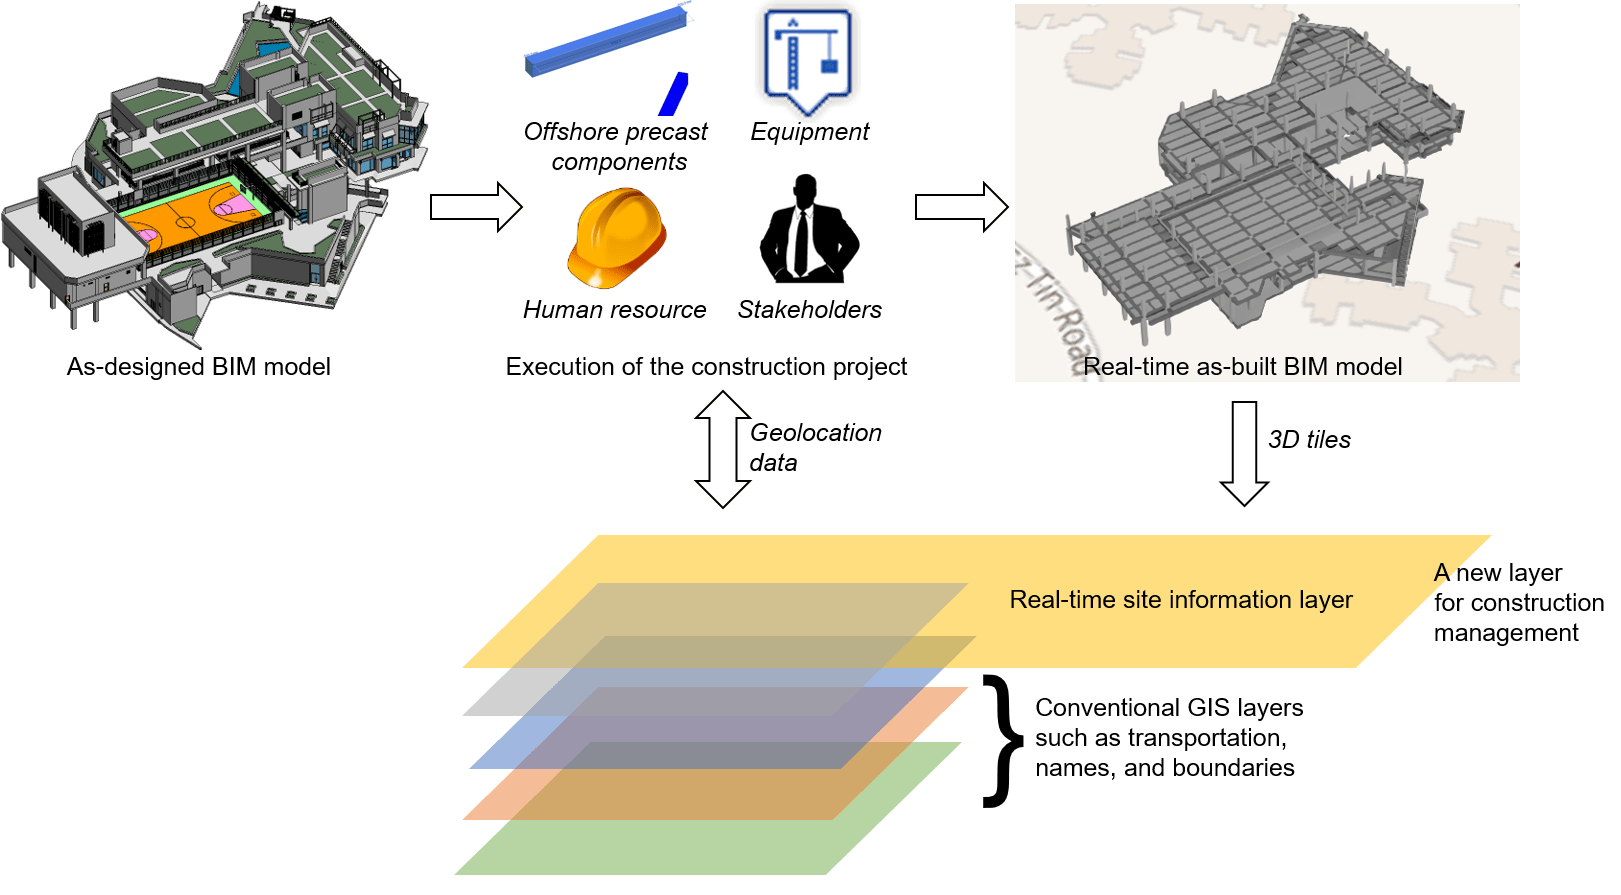 Offshore precast
components
Equipment
Human resource
Stakeholders
As-designed BIM model
Execution of the construction project
Real-time as-built BIM model
Geolocation
data
3D tiles
Real-time site information layer
A new layer
for construction
management
Conventional GIS layers
such as transportation,
names, and boundaries
-Tin-Road